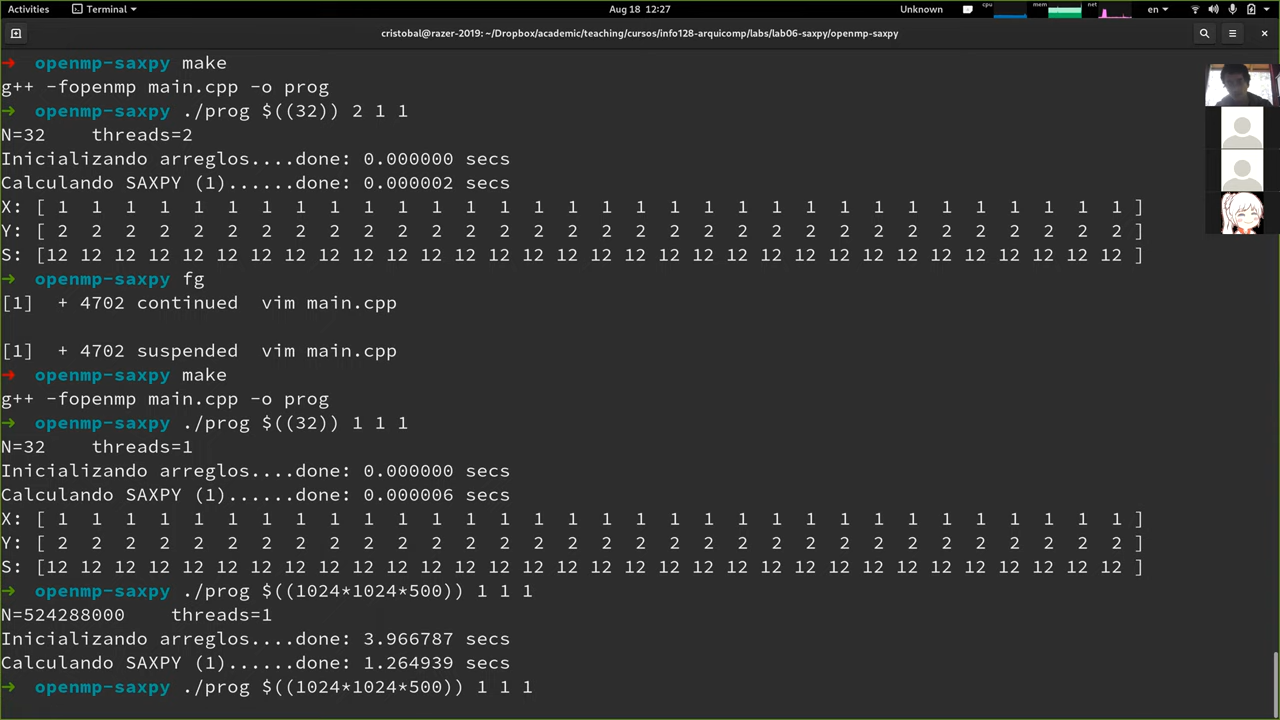 Activities Terminal Aug 18 12:27 Unknown cpu mem net en
cristobal@razer-2019: ~/Dropbox/academic/teaching/cursos/info128-arquicomp/labs/lab06-saxpy/openmp-saxpy
→ openmp-saxpy make
g++ -fopenmp main.cpp -o prog
→ openmp-saxpy ./prog $((32)) 2 1 1
N=32 threads=2
Inicializando arreglos....done: 0.000000 secs
Calculando SAXPY (1)......done: 0.000002 secs
X: [ 1 1 1 1 1 1 1 1 1 1 1 1 1 1 1 1 1 1 1 1 1 1 1 1 1 1 1 1 1 1 1 1 ]
Y: [ 2 2 2 2 2 2 2 2 2 2 2 2 2 2 2 2 2 2 2 2 2 2 2 2 2 2 2 2 2 2 2 2 ]
S: [12 12 12 12 12 12 12 12 12 12 12 12 12 12 12 12 12 12 12 12 12 12 12 12 12 12 12 12 12 12 12 12 ]
→ openmp-saxpy fg
[1] + 4702 continued vim main.cpp
[1] + 4702 suspended vim main.cpp
→ openmp-saxpy make
g++ -fopenmp main.cpp -o prog
→ openmp-saxpy ./prog $((32)) 1 1 1
N=32 threads=1
Inicializando arreglos....done: 0.000000 secs
Calculando SAXPY (1)......done: 0.000006 secs
X: [ 1 1 1 1 1 1 1 1 1 1 1 1 1 1 1 1 1 1 1 1 1 1 1 1 1 1 1 1 1 1 1 1 ]
Y: [ 2 2 2 2 2 2 2 2 2 2 2 2 2 2 2 2 2 2 2 2 2 2 2 2 2 2 2 2 2 2 2 2 ]
S: [12 12 12 12 12 12 12 12 12 12 12 12 12 12 12 12 12 12 12 12 12 12 12 12 12 12 12 12 12 12 12 12 ]
→ openmp-saxpy ./prog $((1024*1024*500)) 1 1 1
N=524288000 threads=1
Inicializando arreglos....done: 3.966787 secs
Calculando SAXPY (1)......done: 1.264939 secs
→ openmp-saxpy ./prog $((1024*1024*500)) 1 1 1